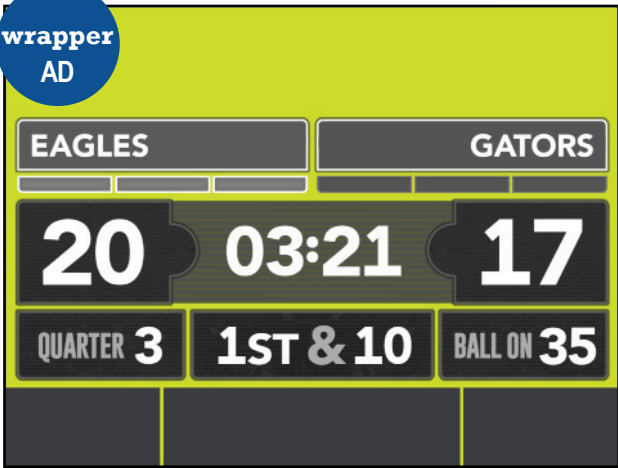 wrapper
AD
EAGLES GATORS
20 03:21 17
QUARTER 3 1ST & 10 BALL ON 35